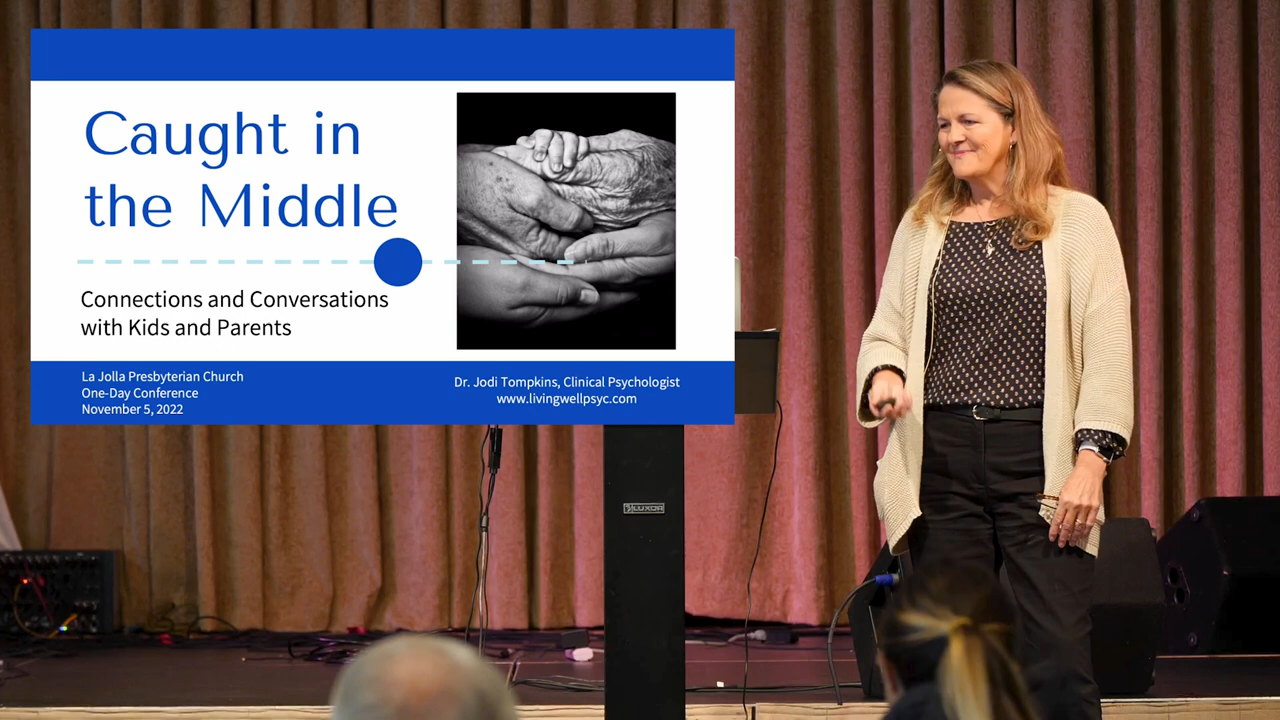 Caught in
the Middle
Connections and Conversations
with Kids and Parents
La Jolla Presbyterian Church
One-Day Conference
November 5, 2022
Dr. Jodi Tompkins, Clinical Psychologist
www.livingwellpsyc.com
LUXOR